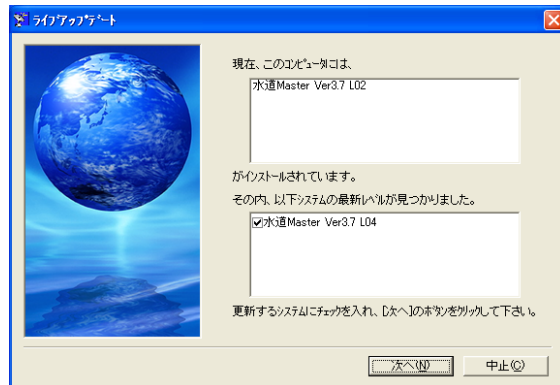 ライブアップデート
現在、このコンピュータには、
水道Master Ver3.7 L02
がインストールされています。
その内、以下システムの最新レベルが見つかりました。
水道Master Ver3.7 L04
更新するシステムにチェックを入れ、[次へ]のボタンをクリックして下さい。
次へ(N)
中止(C)